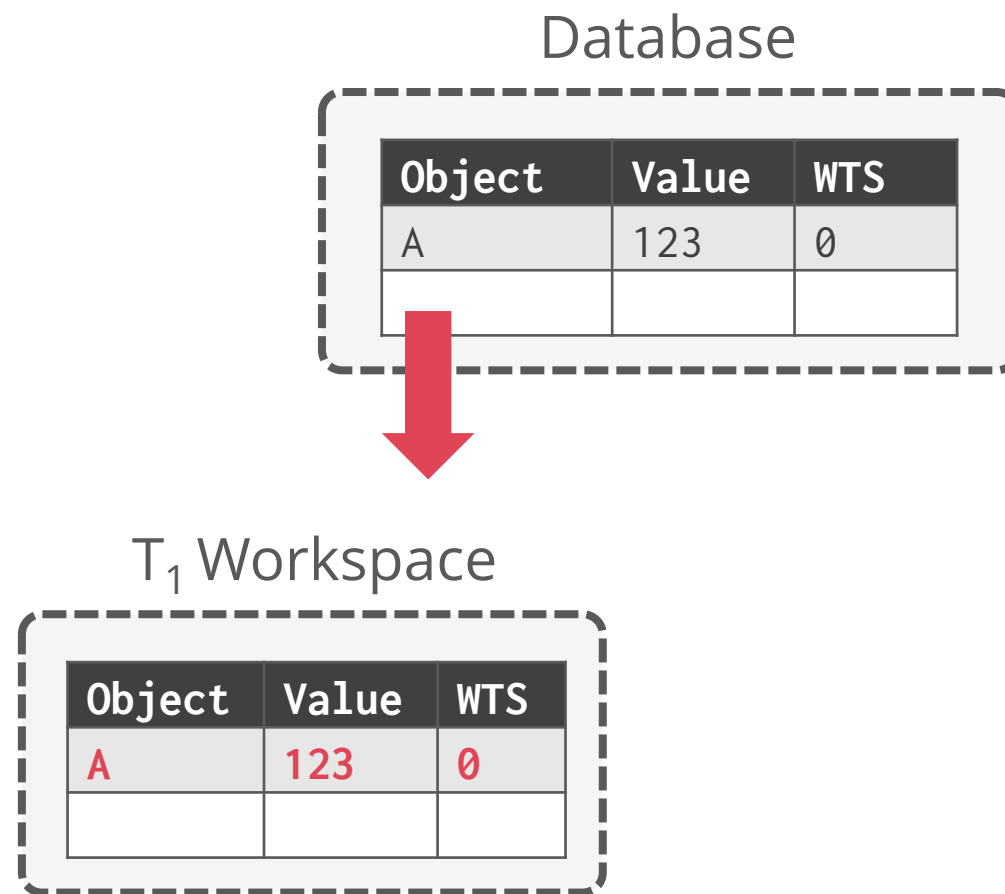 Database
Object Value WTS
A 123 0
T1 Workspace
Object Value WTS
A 123 0